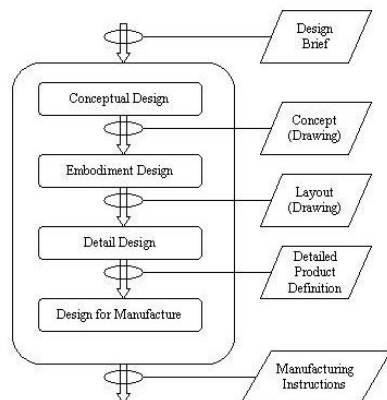 Design
Brief
Conceptual Design
Concept
(Drawing)
Embodiment Design
Layout
(Drawing)
Detail Design
Detailed
Product
Definition
Design for Manufacture
Manufacturing
Instructions